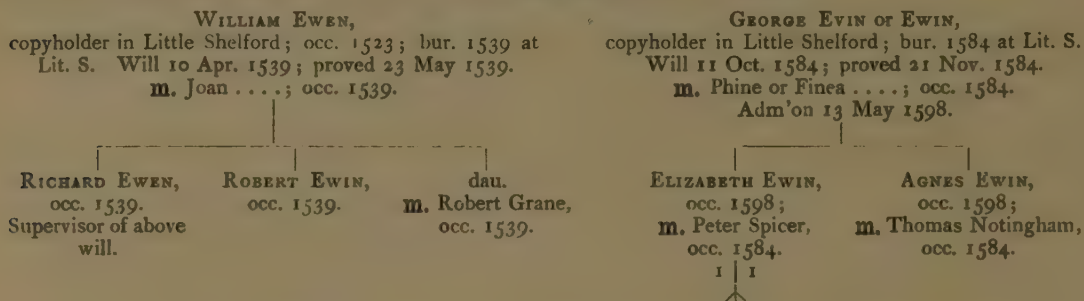 WILLIAM EWEN,
copyholder in Little Shelford; occ. 1523; bur. 1539 at
Lit. S. Will 10 Apr. 1539; proved 23 May 1539.
m. Joan ....; occ. 1539.
RICHARD EWEN,
occ. 1539.
Supervisor of above
will.
ROBERT EWIN,
occ. 1539.
dau.
m. Robert Grane,
occ. 1539.
GEORGE EVIN or EWIN,
copyholder in Little Shelford; bur. 1584 at Lit. S.
Will 11 Oct. 1584; proved 21 Nov. 1584.
m. Phine or Finea ....; occ. 1584.
Adm'on 13 May 1598.
ELIZABETH EWIN,
occ. 1598;
m. Peter Spicer,
occ. 1584.
1 1
AGNES EWIN,
occ. 1598;
m. Thomas Notingham,
occ. 1584.